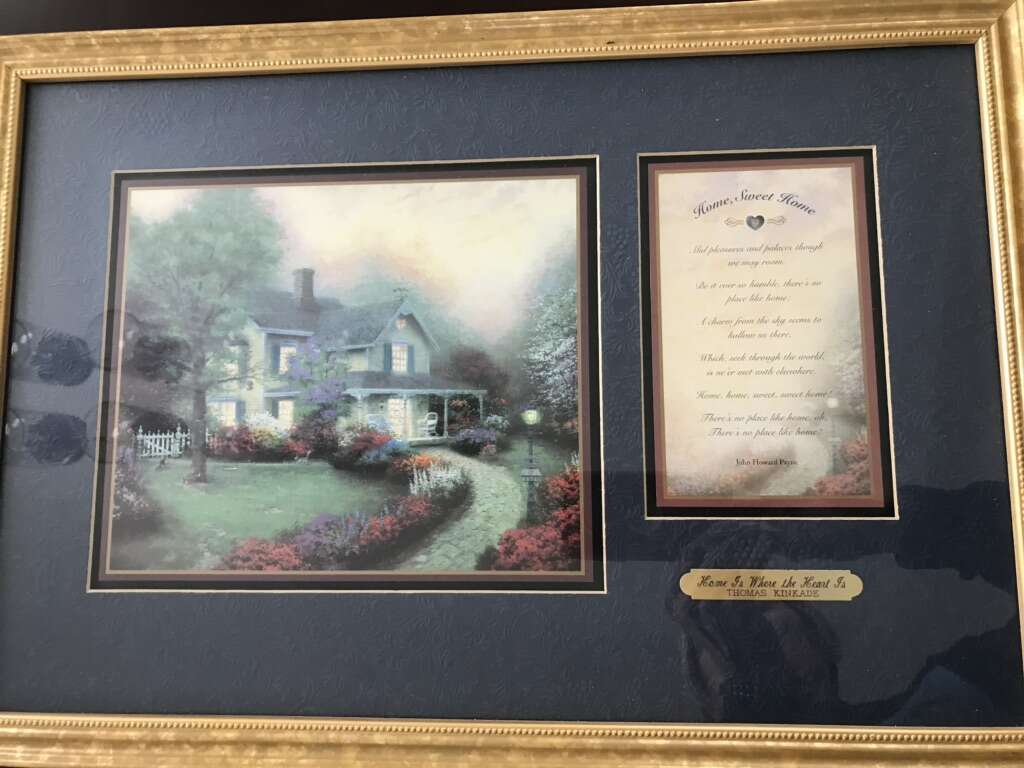 Home, Sweet Home
Mid pleasures and palaces though
we may roam,
Be it ever so humble, there's no
place like home;
A charm from the sky seems to
hallow us there,
Which, seek through the world,
is ne'er met with elsewhere.
Home, home, sweet, sweet home!
There's no place like home, oh,
There's no place like home!
John Howard Payne
Home Is Where the Heart Is
THOMAS KINKADE